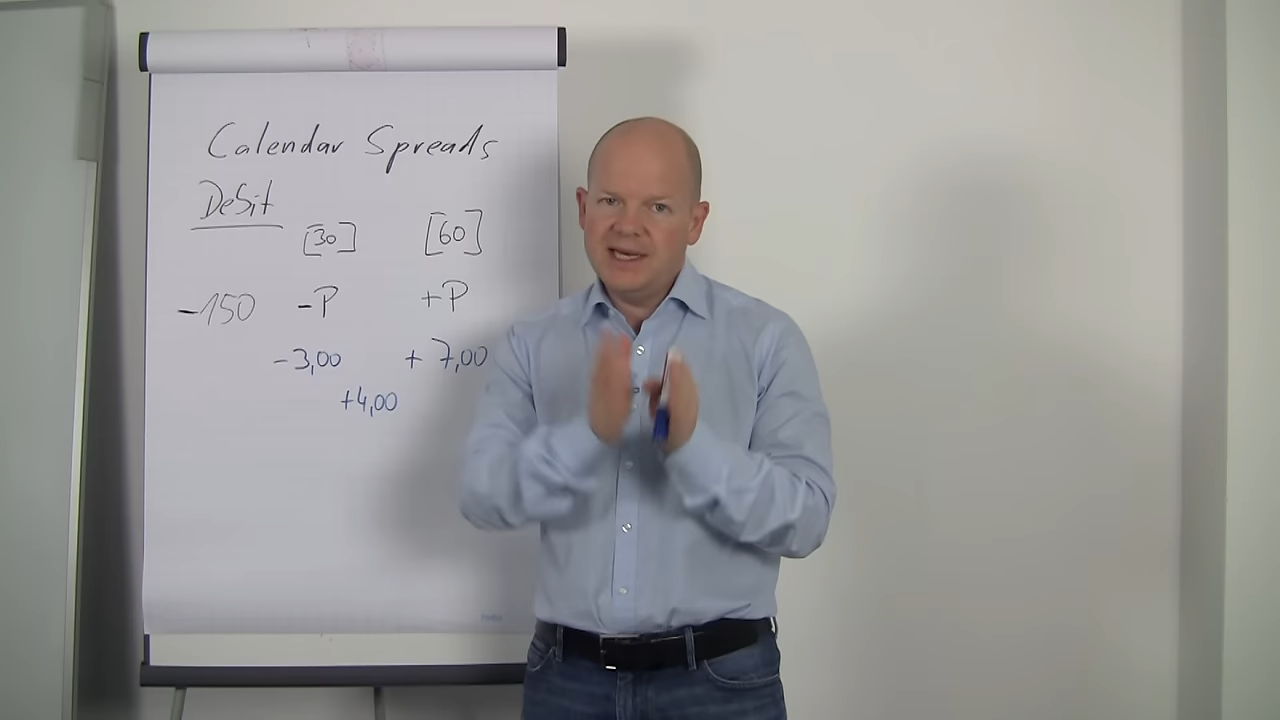 Calendar Spreads
Debit
[30] [60]
-150 -P +P
-3,00 + 7,00
+4,00